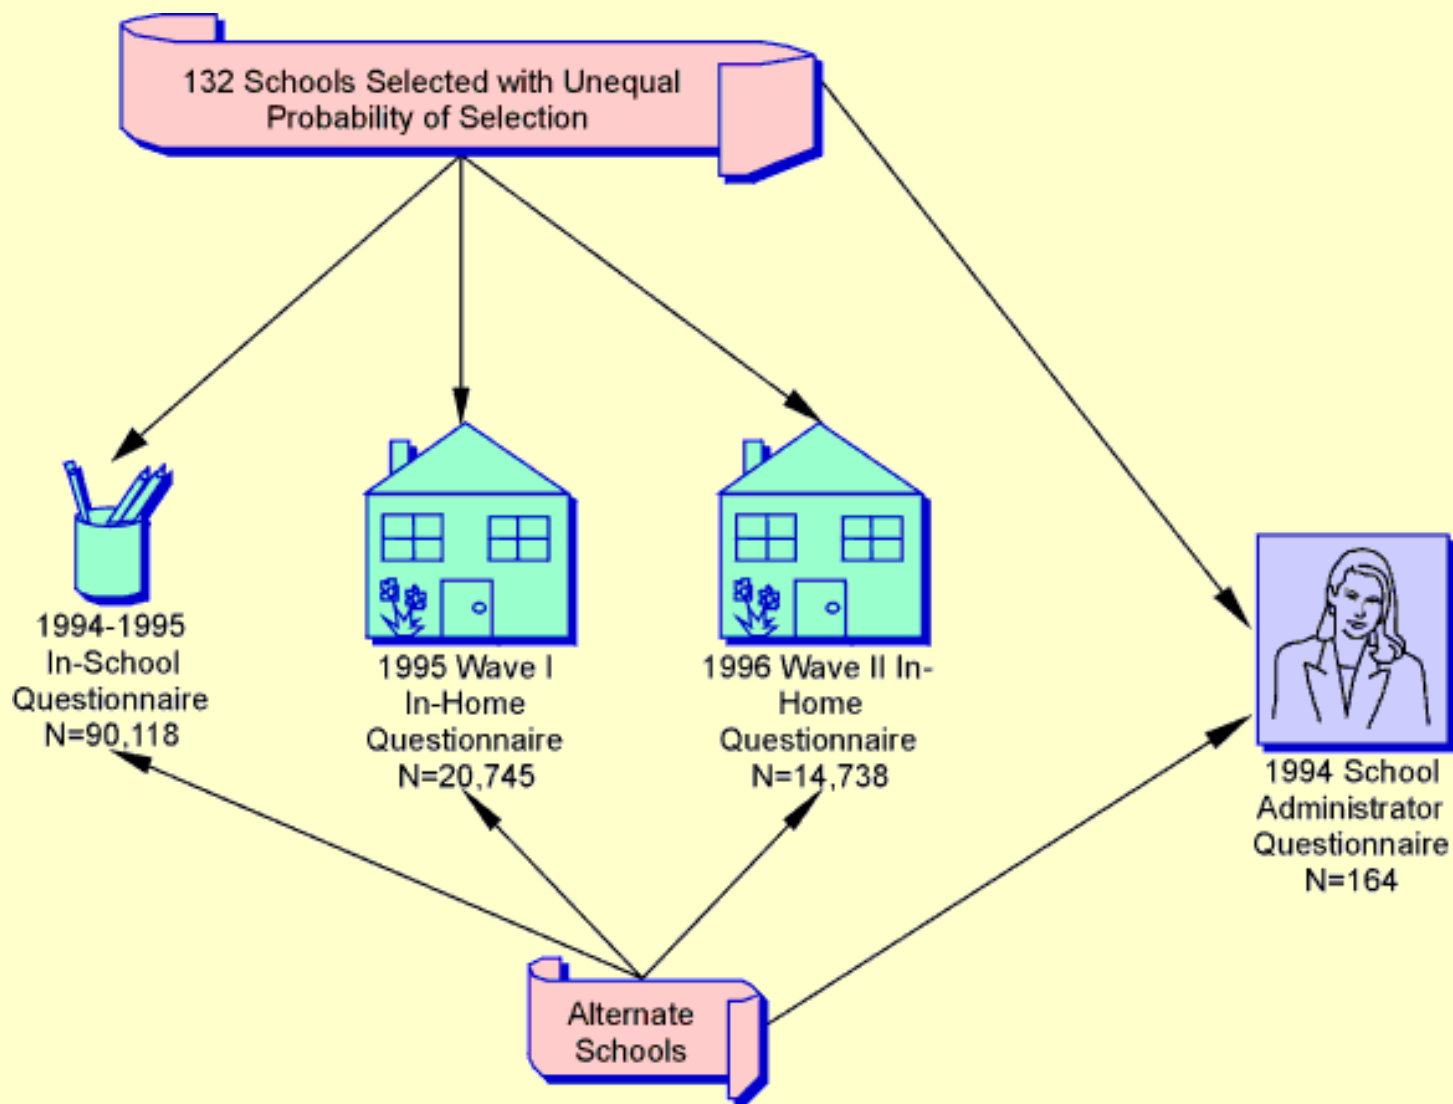 132 Schools Selected with Unequal
Probability of Selection
1994-1995
In-School
Questionnaire
N=90,118
1995 Wave I
In-Home
Questionnaire
N=20,745
1996 Wave II In-
Home
Questionnaire
N=14,738
1994 School
Administrator
Questionnaire
N=164
Alternate
Schools